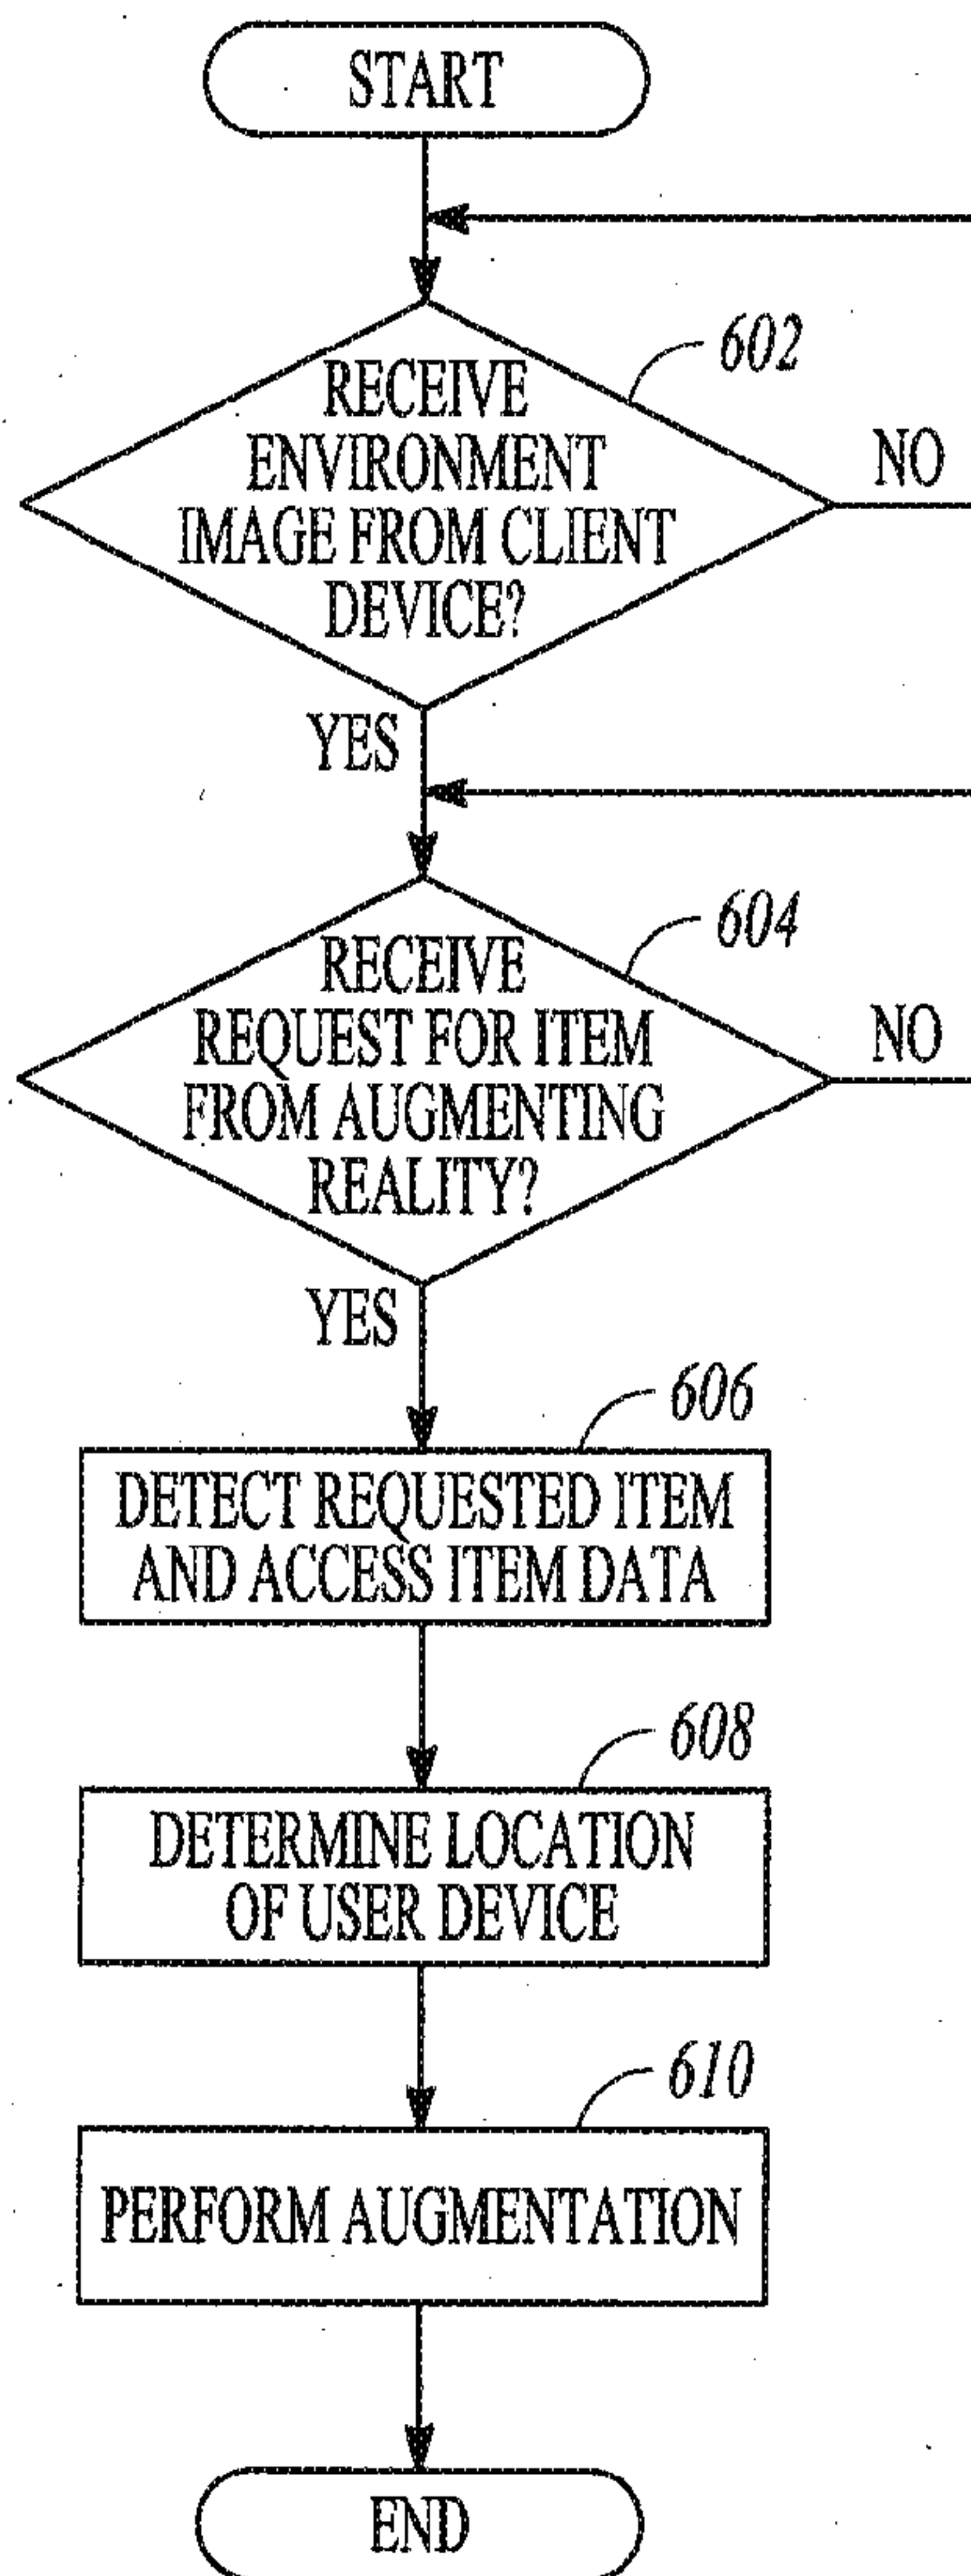 START
602
RECEIVE
ENVIRONMENT
IMAGE FROM CLIENT
DEVICE?
NO
YES
604
RECEIVE
REQUEST FOR ITEM
FROM AUGMENTING
REALITY?
NO
YES
606
DETECT REQUESTED ITEM
AND ACCESS ITEM DATA
608
DETERMINE LOCATION
OF USER DEVICE
610
PERFORM AUGMENTATION
END